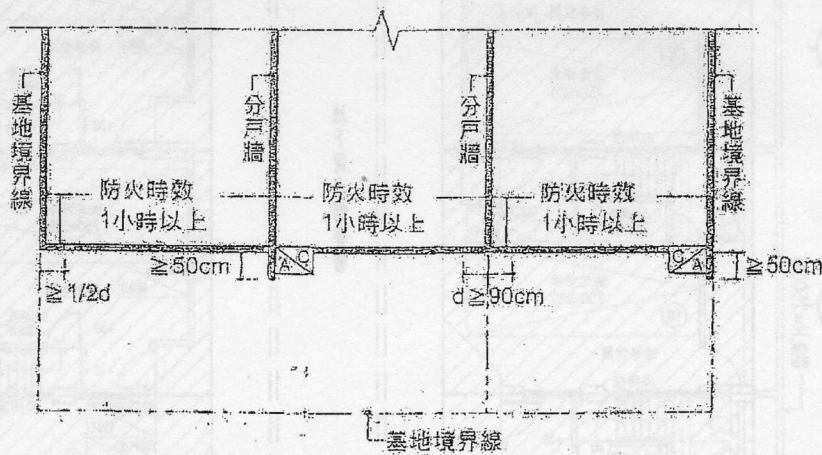 基地境界線
分戶牆
分戶牆
基地境界線
防火時效
1小時以上
防火時效
1小時以上
防火時效
1小時以上
≧50cm
A
C
C
A
≧50cm
≧1/2d
d≧90cm
基地境界線